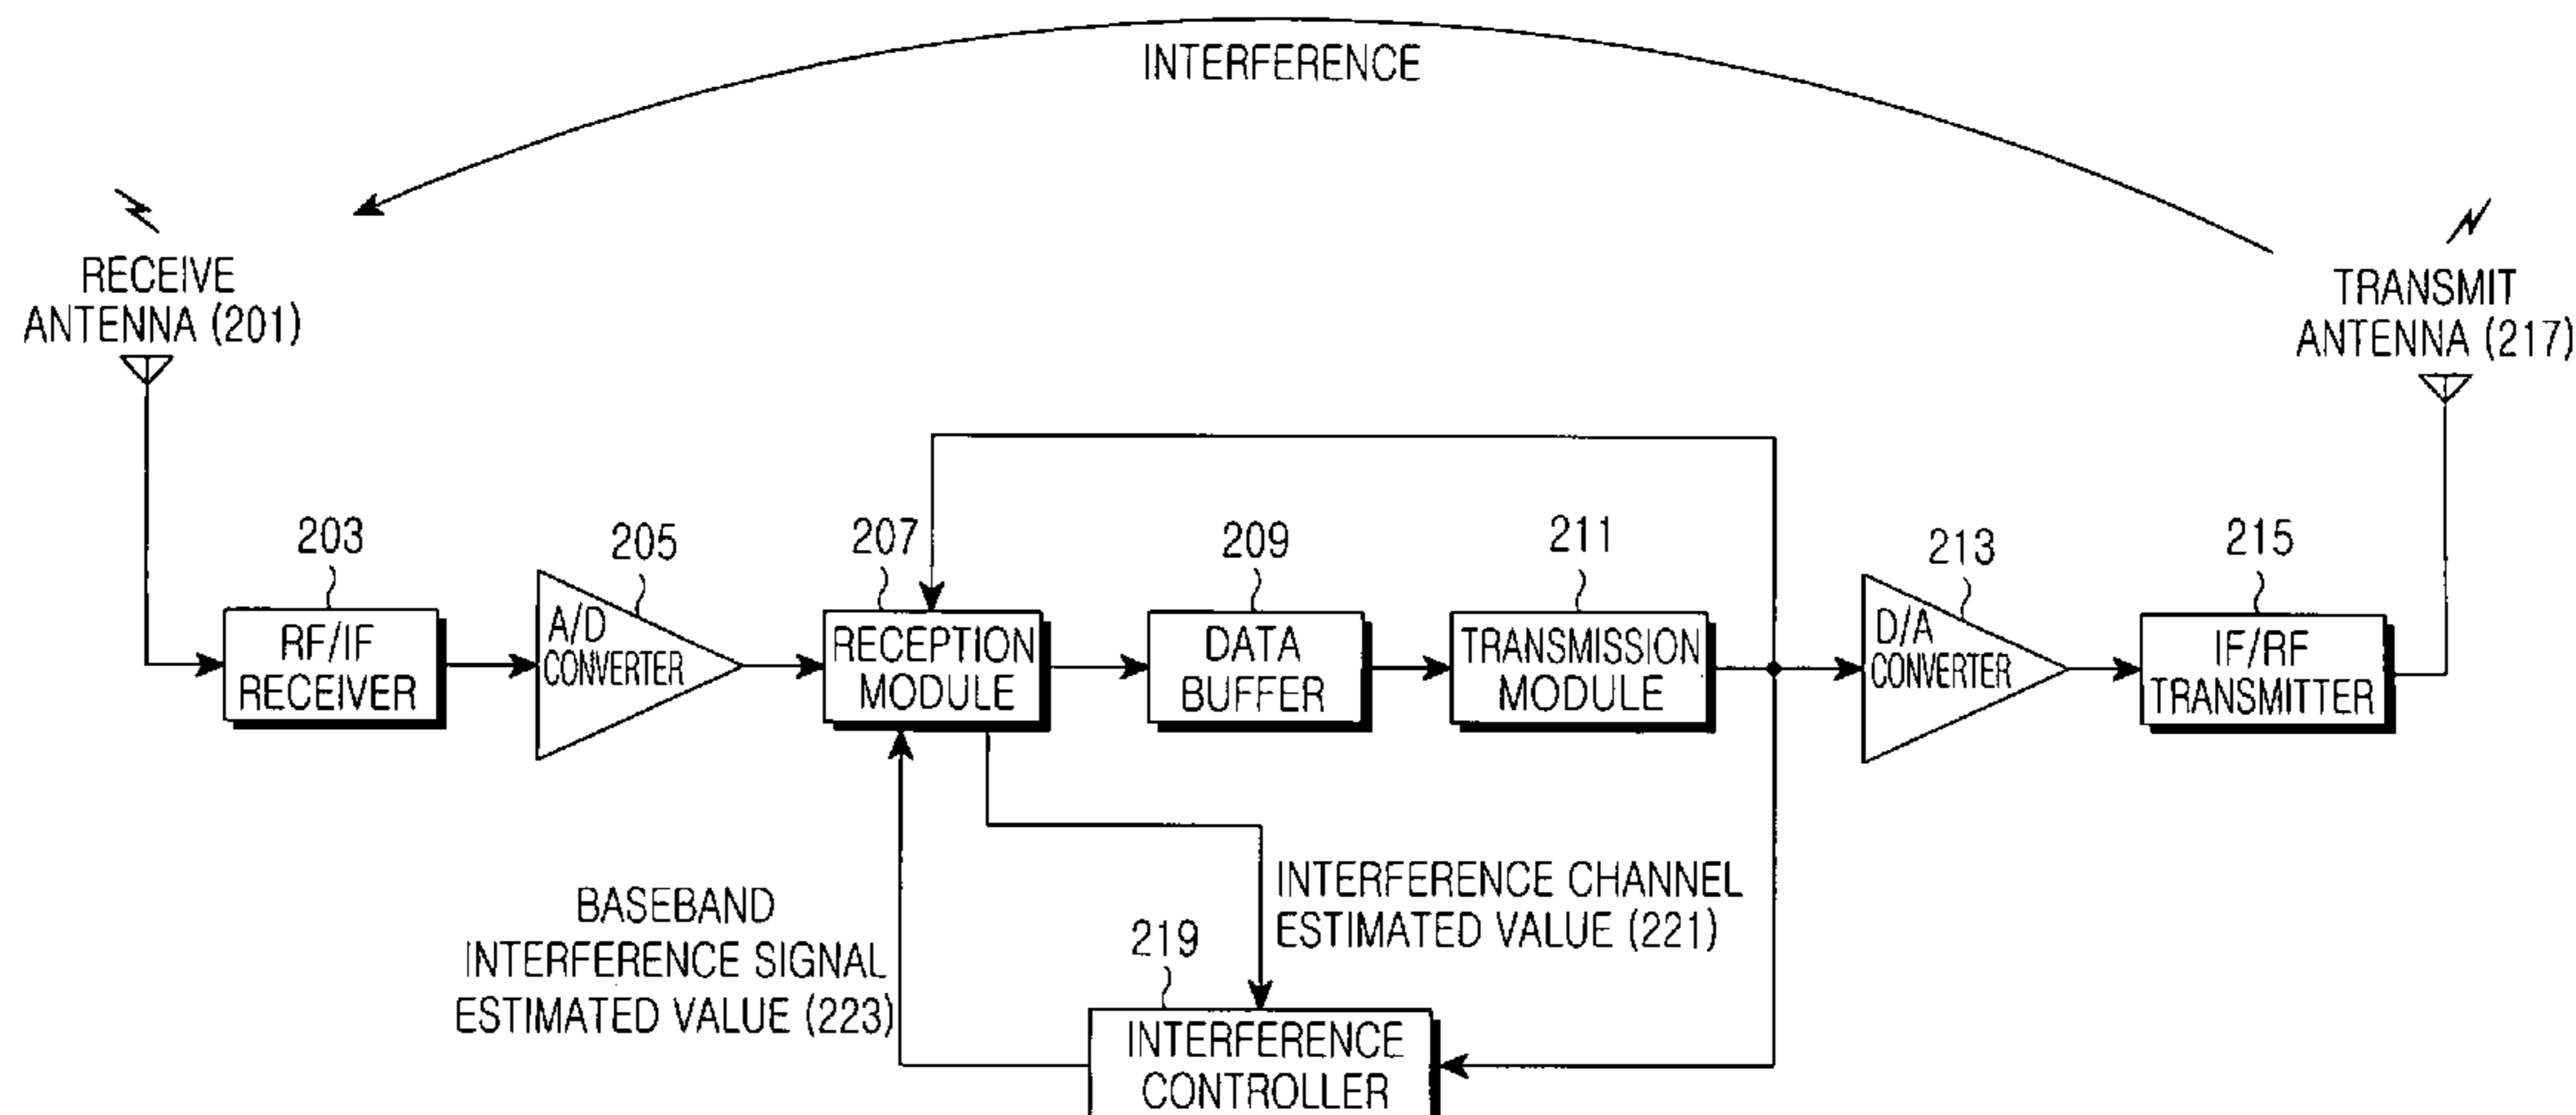 INTERFERENCE
RECEIVE
ANTENNA (201)
TRANSMIT
ANTENNA (217)
203
205
207
209
211
213
215
RF/IF
RECEIVER
A/D
CONVERTER
RECEPTION
MODULE
DATA
BUFFER
TRANSMISSION
MODULE
D/A
CONVERTER
IF/RF
TRANSMITTER
BASEBAND
INTERFERENCE SIGNAL
ESTIMATED VALUE (223)
INTERFERENCE CHANNEL
ESTIMATED VALUE (221)
219
INTERFERENCE
CONTROLLER